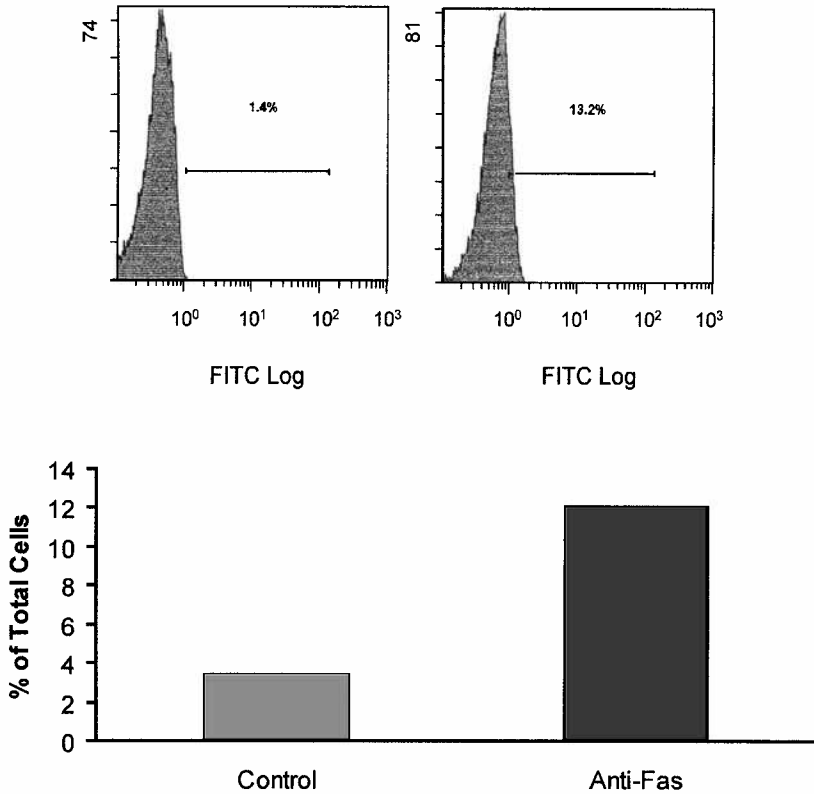 74
1.4%
10⁰ 10¹ 10² 10³
FITC Log
81
13.2%
10⁰ 10¹ 10² 10³
FITC Log
% of Total Cells
14
12
10
8
6
4
2
0
Control Anti-Fas